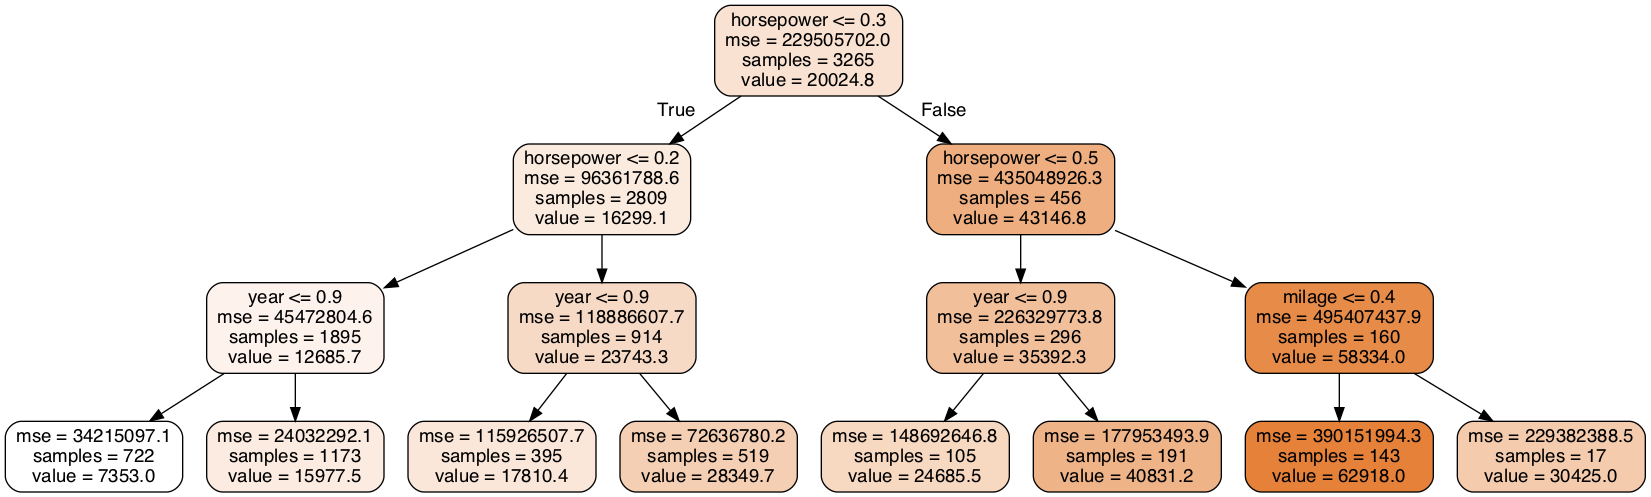 horsepower <= 0.3
mse = 229505702.0
samples = 3265
value = 20024.8
True
False
horsepower <= 0.2
mse = 96361788.6
samples = 2809
value = 16299.1
horsepower <= 0.5
mse = 435048926.3
samples = 456
value = 43146.8
year <= 0.9
mse = 45472804.6
samples = 1895
value = 12685.7
year <= 0.9
mse = 118886607.7
samples = 914
value = 23743.3
year <= 0.9
mse = 226329773.8
samples = 296
value = 35392.3
milage <= 0.4
mse = 495407437.9
samples = 160
value = 58334.0
mse = 34215097.1
samples = 722
value = 7353.0
mse = 24032292.1
samples = 1173
value = 15977.5
mse = 115926507.7
samples = 395
value = 17810.4
mse = 72636780.2
samples = 519
value = 28349.7
mse = 148692646.8
samples = 105
value = 24685.5
mse = 177953493.9
samples = 191
value = 40831.2
mse = 390151994.3
samples = 143
value = 62918.0
mse = 229382388.5
samples = 17
value = 30425.0